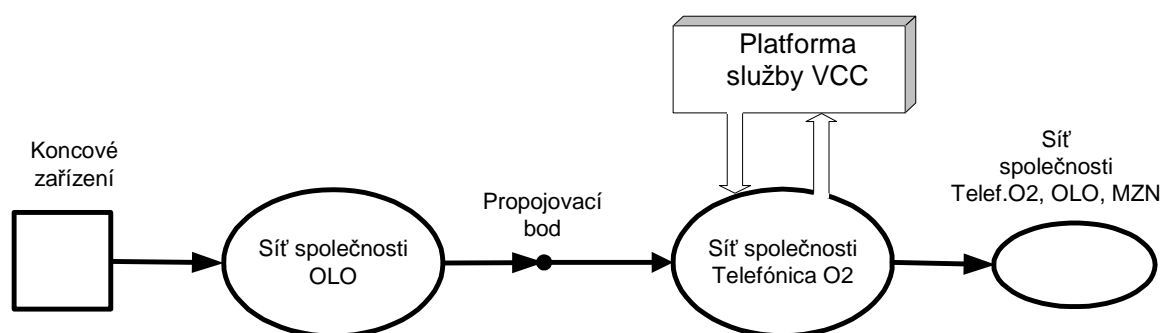 Platforma
služby VCC
Koncové
zařízení
Síť
společnosti
Telef.O2, OLO, MZN
Propojovací
bod
Síť společnosti
OLO
Síť společnosti
Telefónica O2